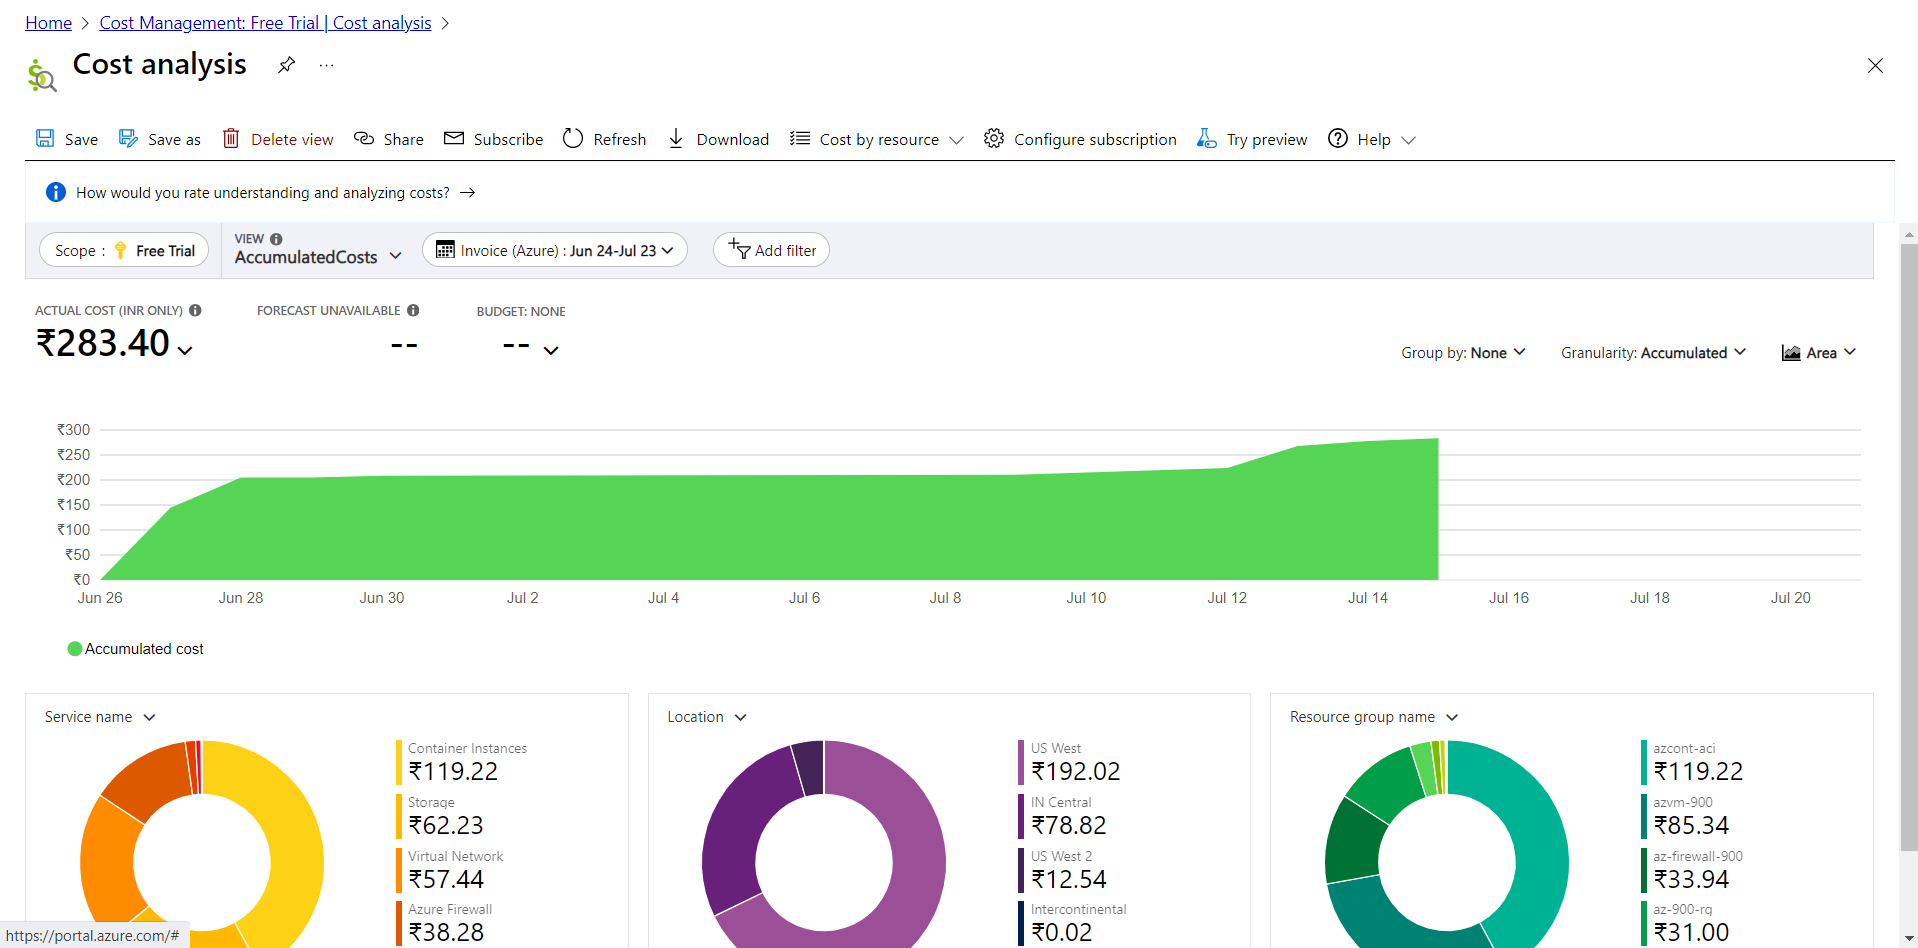 Home > Cost Management: Free Trial | Cost analysis >
Cost analysis ...
Save Save as Delete view Share Subscribe Refresh Download Cost by resource Configure subscription Try preview Help
How would you rate understanding and analyzing costs? →
Scope : Free Trial
VIEW
AccumulatedCosts
Invoice (Azure) : Jun 24-Jul 23
Add filter
ACTUAL COST (INR ONLY)
₹283.40
FORECAST UNAVAILABLE
--
BUDGET: NONE
--
Group by: None Granularity: Accumulated Area
₹300
₹250
₹200
₹150
₹100
₹50
₹0
Jun 26 Jun 28 Jun 30 Jul 2 Jul 4 Jul 6 Jul 8 Jul 10 Jul 12 Jul 14 Jul 16 Jul 18 Jul 20
Accumulated cost
Service name
Container Instances
₹119.22
Storage
₹62.23
Virtual Network
₹57.44
Azure Firewall
₹38.28
Location
US West
₹192.02
IN Central
₹78.82
US West 2
₹12.54
Intercontinental
₹0.02
Resource group name
azcont-aci
₹119.22
azvm-900
₹85.34
az-firewall-900
₹33.94
az-900-rg
₹31.00
https://portal.azure.com/#